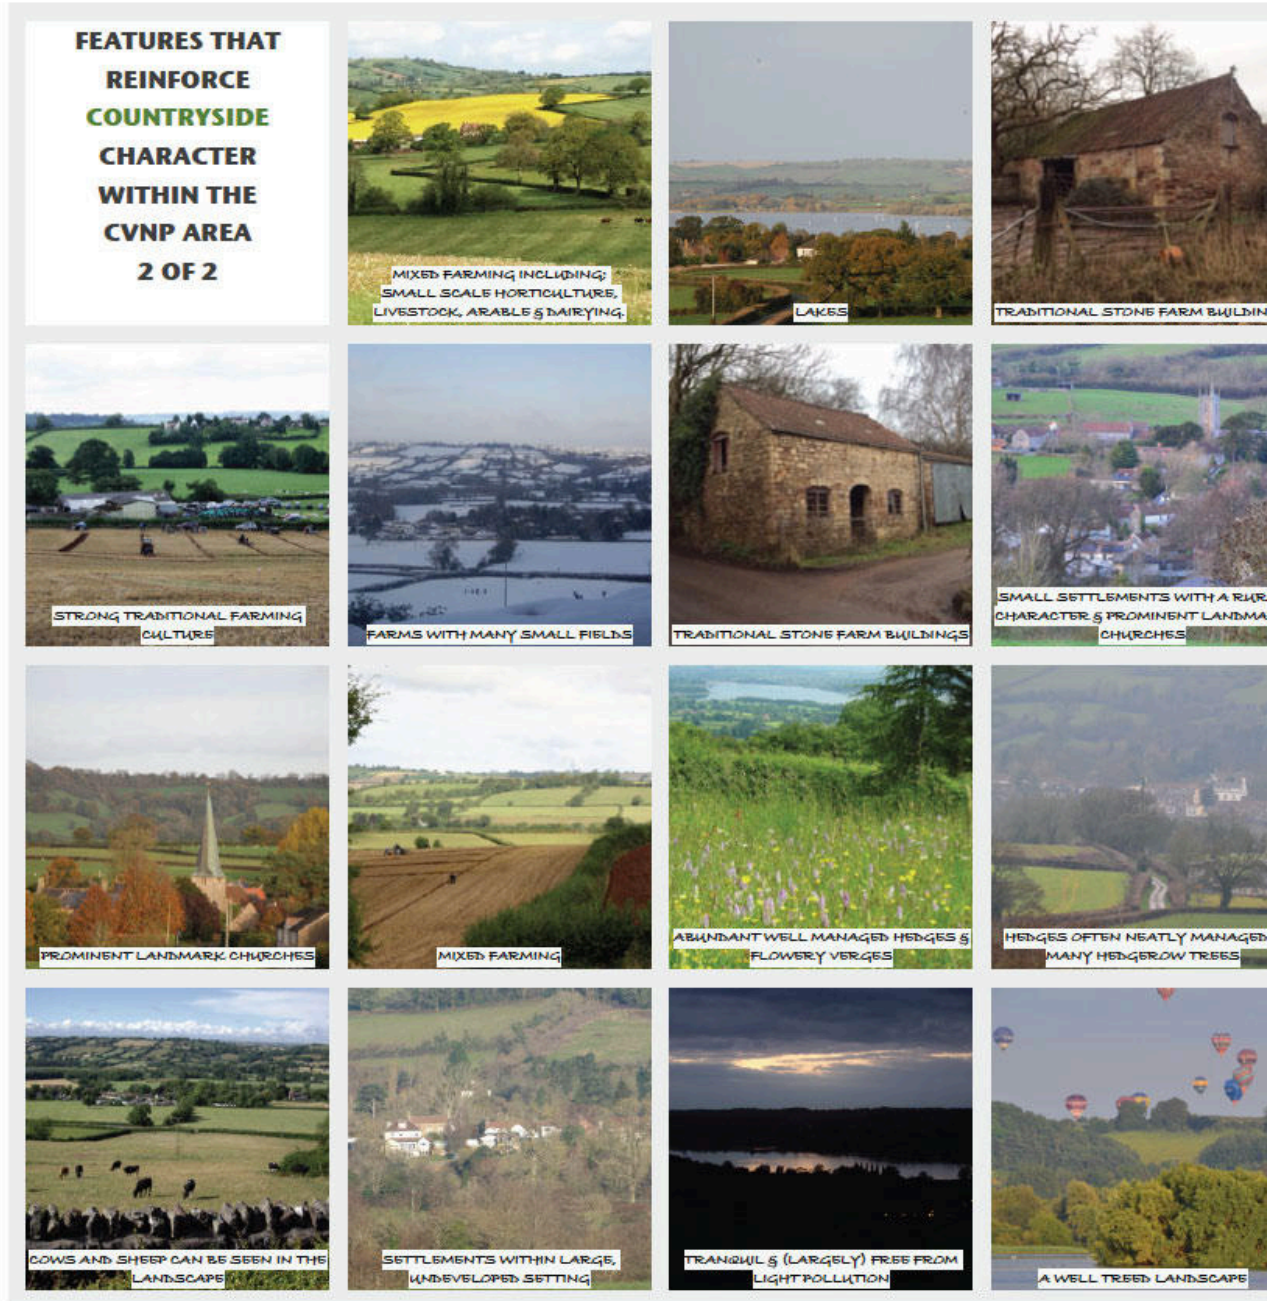 FEATURES THAT
REINFORCE
COUNTRYSIDE
CHARACTER
WITHIN THE
CVNP AREA
2 OF 2
MIXED FARMING INCLUDING;
SMALL SCALE HORTICULTURE,
LIVESTOCK, ARABLE & DAIRYING.
LAKES
TRADITIONAL STONE FARM BUILDIN
STRONG TRADITIONAL FARMING
CULTURE
FARMS WITH MANY SMALL FIELDS
TRADITIONAL STONE FARM BUILDINGS
SMALL SETTLEMENTS WITH A RUR
CHARACTER & PROMINENT LANDMA
CHURCHES
PROMINENT LANDMARK CHURCHES
MIXED FARMING
ABUNDANT WELL MANAGED HEDGES &
FLOWERY VERGES
HEDGES OFTEN NEATLY MANAGED
MANY HEDGEROW TREES
COWS AND SHEEP CAN BE SEEN IN THE
LANDSCAPE
SETTLEMENTS WITHIN LARGE,
UNDEVELOPED SETTING
TRANQUIL & (LARGELY) FREE FROM
LIGHT POLLUTION
A WELL TREED LANDSCAPE